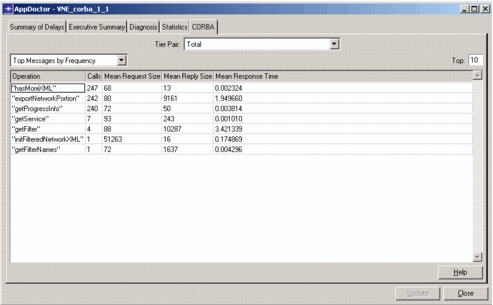 AppDoctor - VNE_corba_1_1
Summary of Delays Executive Summary Diagnosis Statistics CORBA
Tier Pair: Total
Top Messages by Frequency Top: 10
Operation Calls Mean Request Size Mean Reply Size Mean Response Time
"hasMoreXML" 247 68 13 0.002324
"exportNetworkPortion" 242 80 9161 1.949660
"getProgressInfo" 240 72 50 0.003814
"getService" 7 93 243 0.001010
"getFilter" 4 88 10287 3.421339
"initFilteredNetworkXML" 1 51263 16 0.174869
"getFilterNames" 1 72 1637 0.004296
Help
Update Close